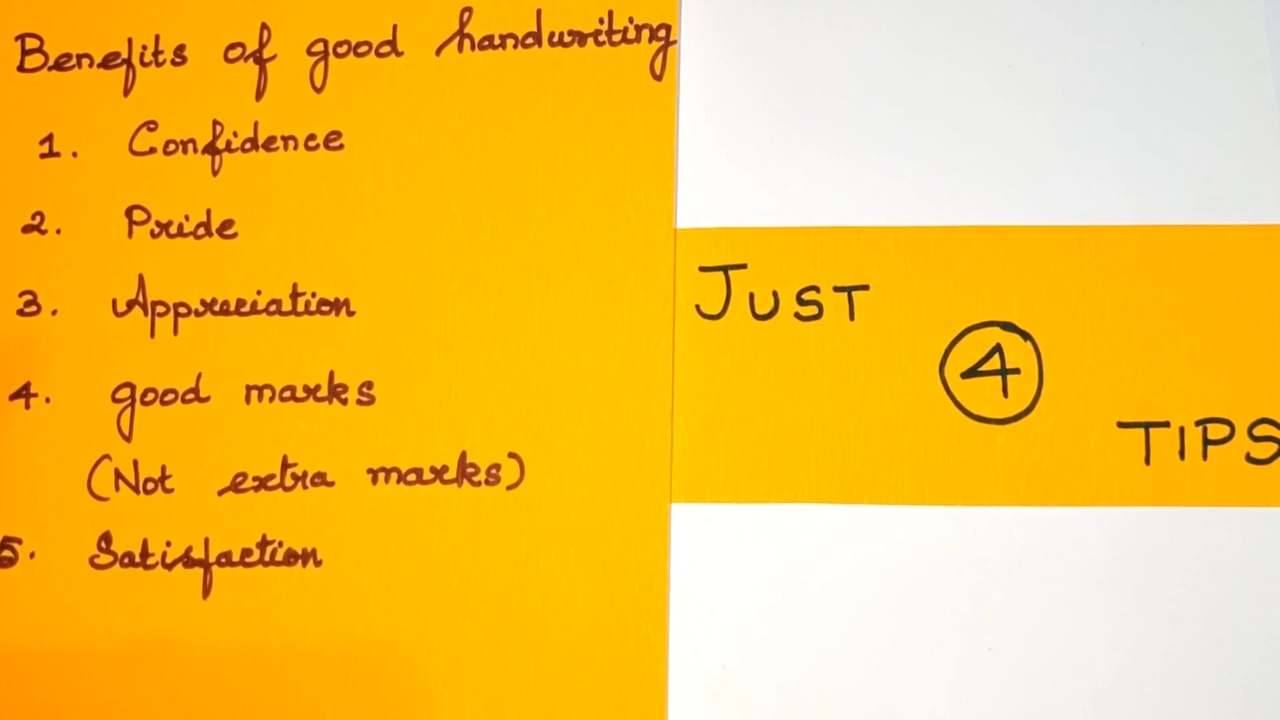 Benefits of good handwriting
1. Confidence
2. Pride
3. Appreciation
4. good marks
(Not extra marks)
5. Satisfaction
JUST
4
TIPS